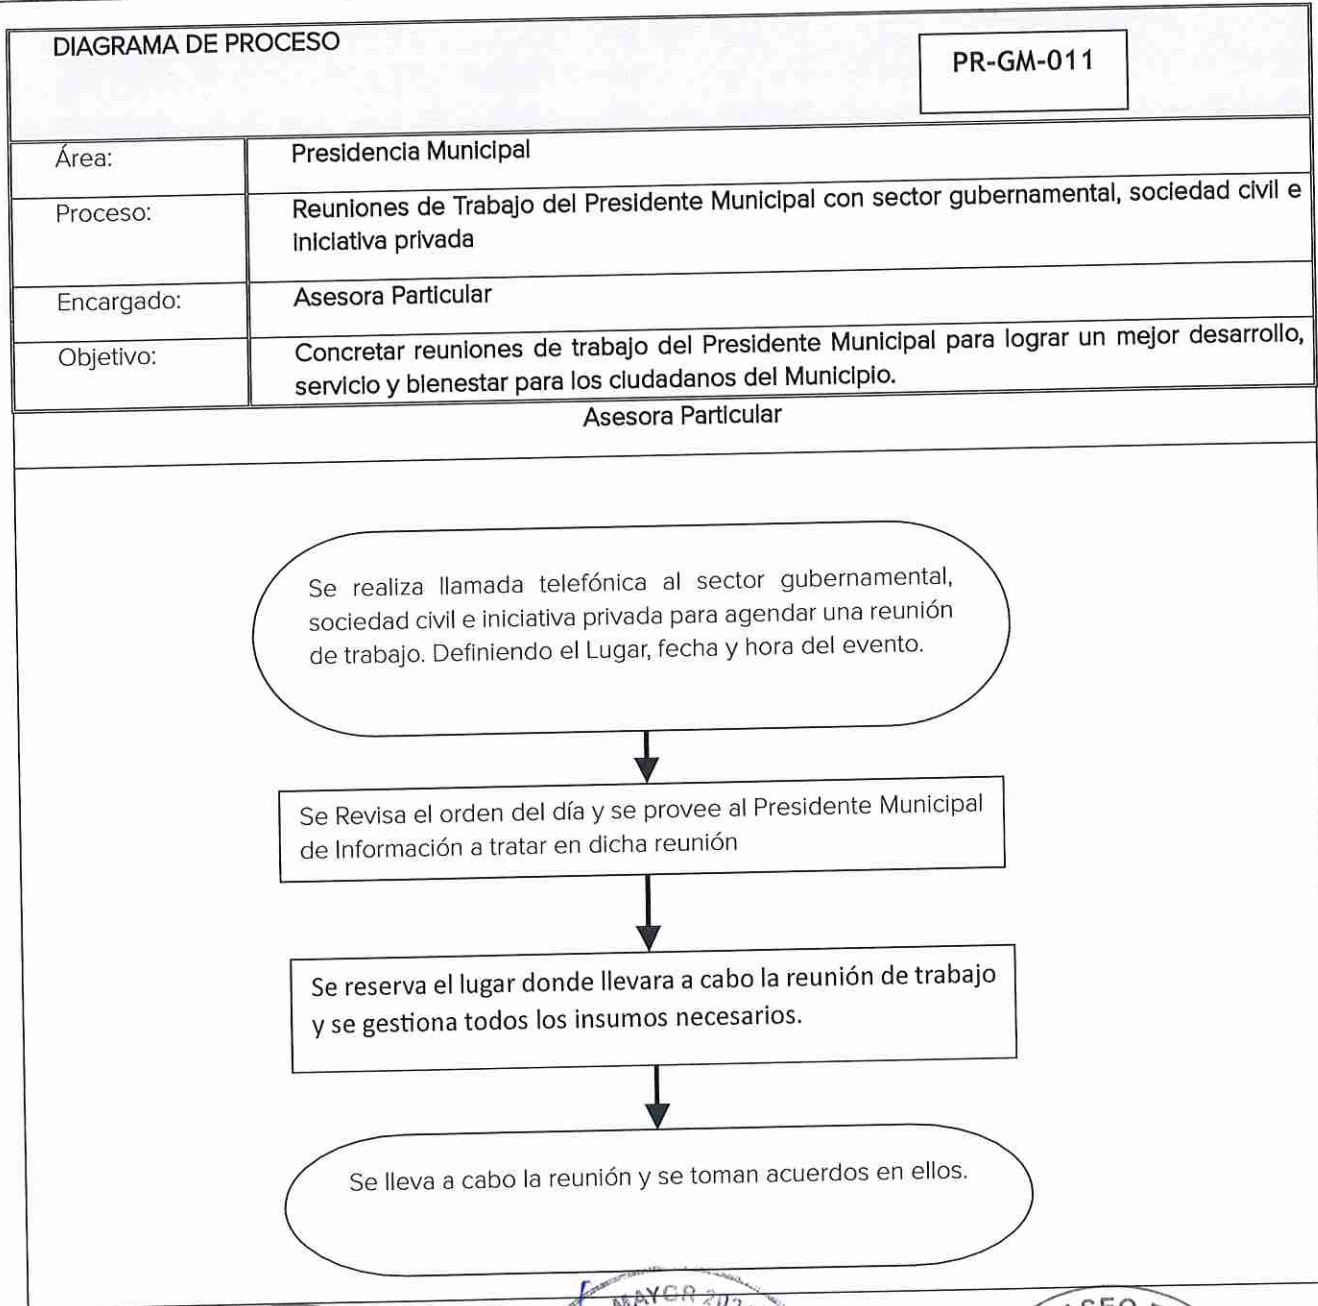 DIAGRAMA DE PROCESO
PR-GM-011
Área:
Presidencia Municipal
Proceso:
Reuniones de Trabajo del Presidente Municipal con sector gubernamental, sociedad civil e
iniciativa privada
Encargado:
Asesora Particular
Objetivo:
Concretar reuniones de trabajo del Presidente Municipal para lograr un mejor desarrollo,
servicio y bienestar para los ciudadanos del Municipio.
Asesora Particular
Se realiza llamada telefónica al sector gubernamental,
sociedad civil e iniciativa privada para agendar una reunión
de trabajo. Definiendo el Lugar, fecha y hora del evento.
Se Revisa el orden del día y se provee al Presidente Municipal
de Información a tratar en dicha reunión
Se reserva el lugar donde llevara a cabo la reunión de trabajo
y se gestiona todos los insumos necesarios.
Se lleva a cabo la reunión y se toman acuerdos en ellos.
MAYOR